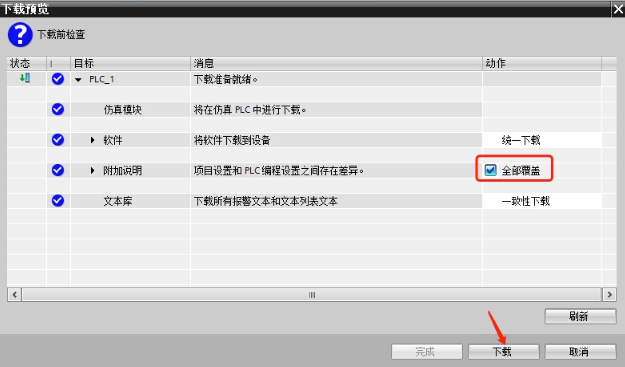 下载预览
下载前检查
状态 ! 目标 消息 动作
PLC_1 下载准备就绪。
仿真模块 将在仿真 PLC 中进行下载。
软件 将软件下载到设备 统一下载
附加说明 项目设置和 PLC 编程设置之间存在差异。 全部覆盖
文本库 下载所有报警文本和文本列表文本 一致性下载
刷新
完成 下载 取消